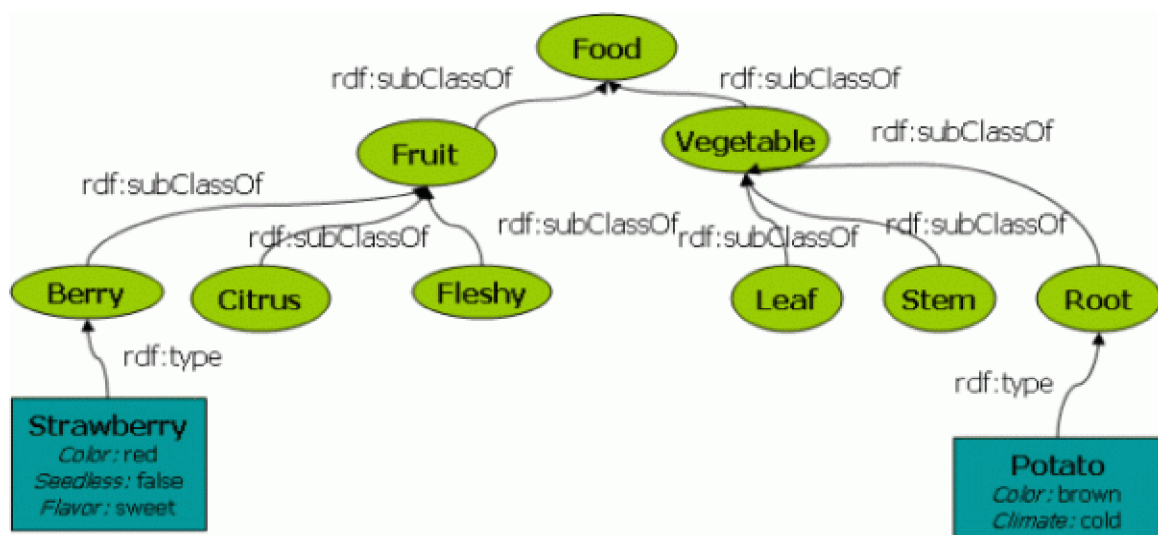 Food
rdf:subClassOf
rdf:subClassOf
Fruit
Vegetable
rdf:subClassOf
rdf:subClassOf
rdf:subClassOf
rdf:subClassOf
rdf:subClassOf
rdf:subClassOf
Berry
Citrus
Fleshy
Leaf
Stem
Root
rdf:type
rdf:type
Strawberry
Color: red
Seedless: false
Flavor: sweet
Potato
Color: brown
Climate: cold